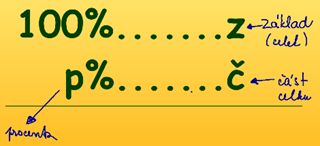 100%.......z základ
(celek)
p%.......č část
celku
procenta